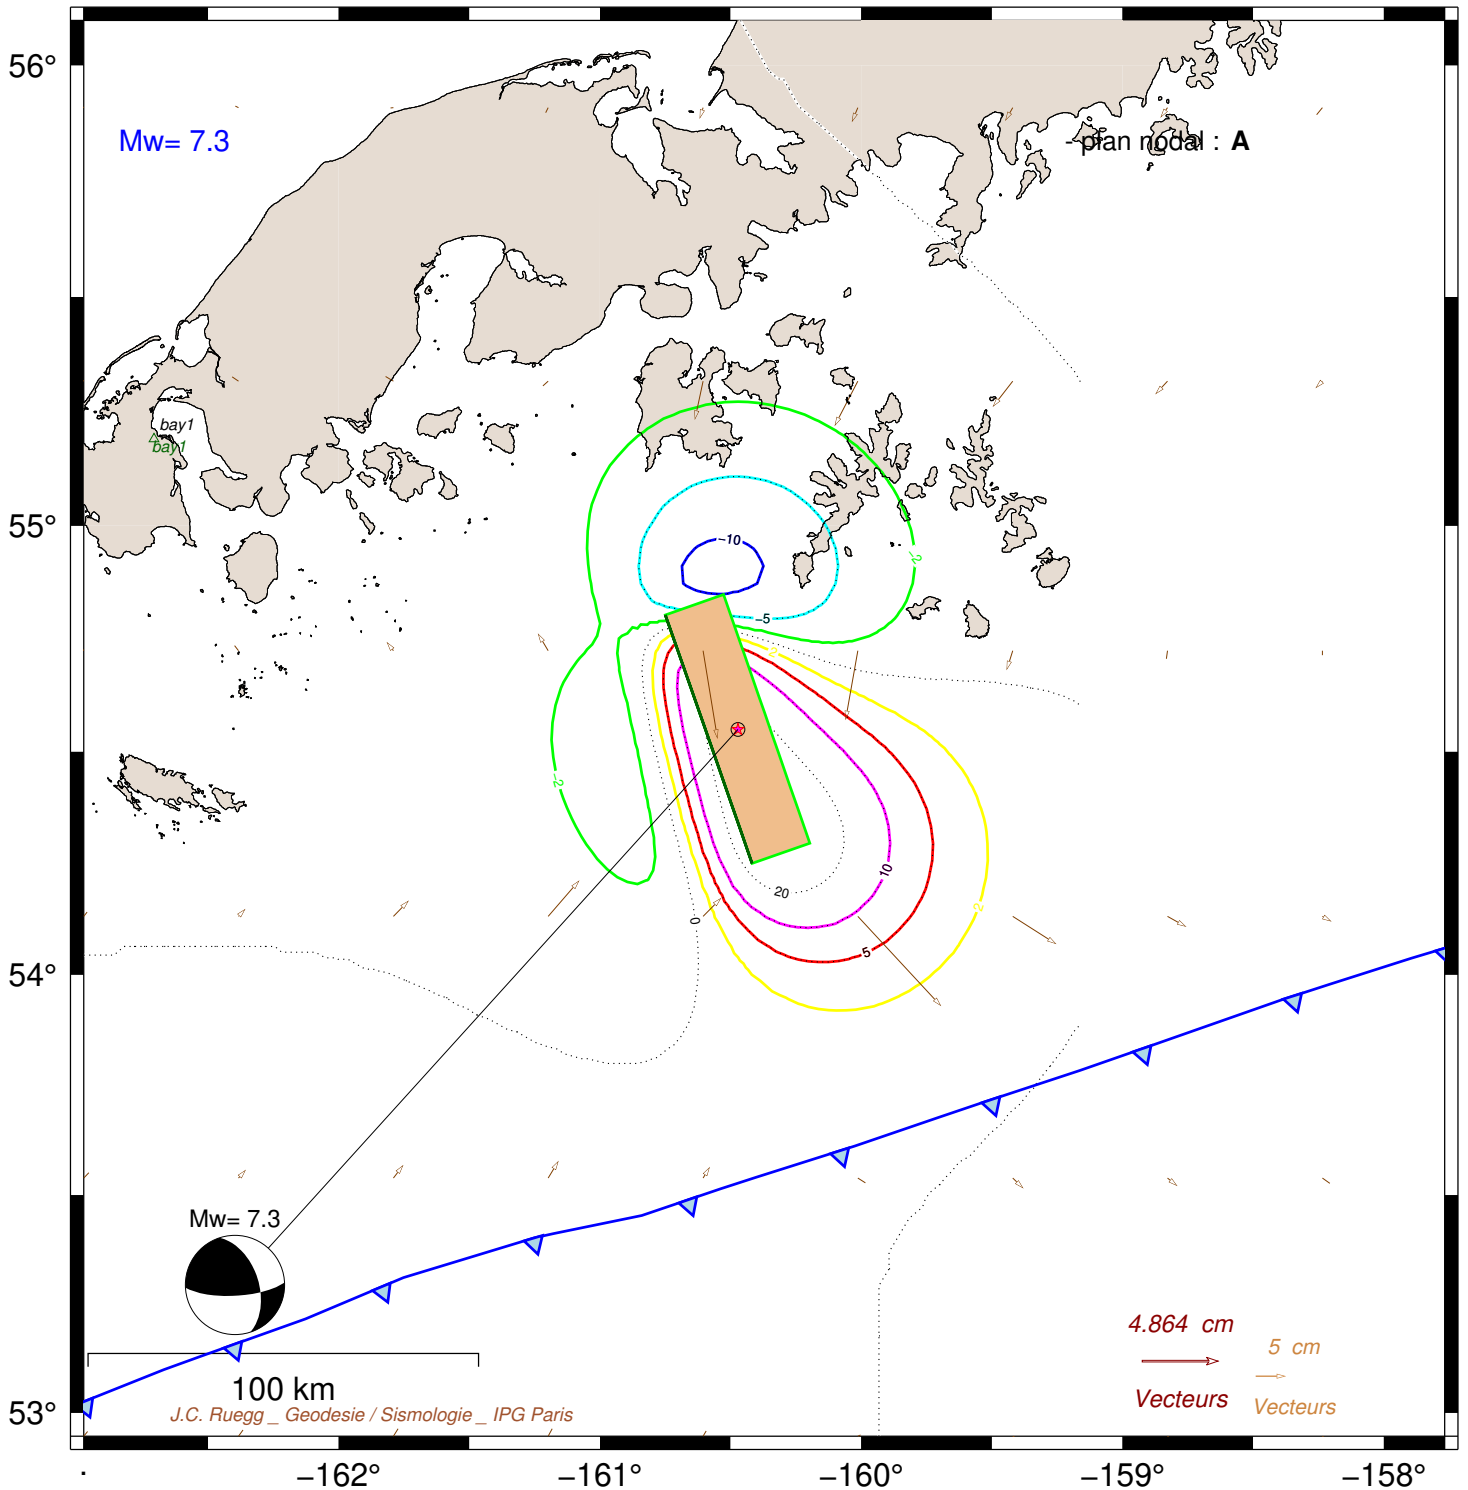 56°
Mw= 7.3
- plan nodal : A
bay1
bay1
55°
−10
−2
−5
2
−2
10
20
0
2
5
54°
Mw= 7.3
4.864 cm
5 cm
Vecteurs
Vecteurs
100 km
J.C. Ruegg _ Geodesie / Sismologie _ IPG Paris
53°
−162°
−161°
−160°
−159°
−158°